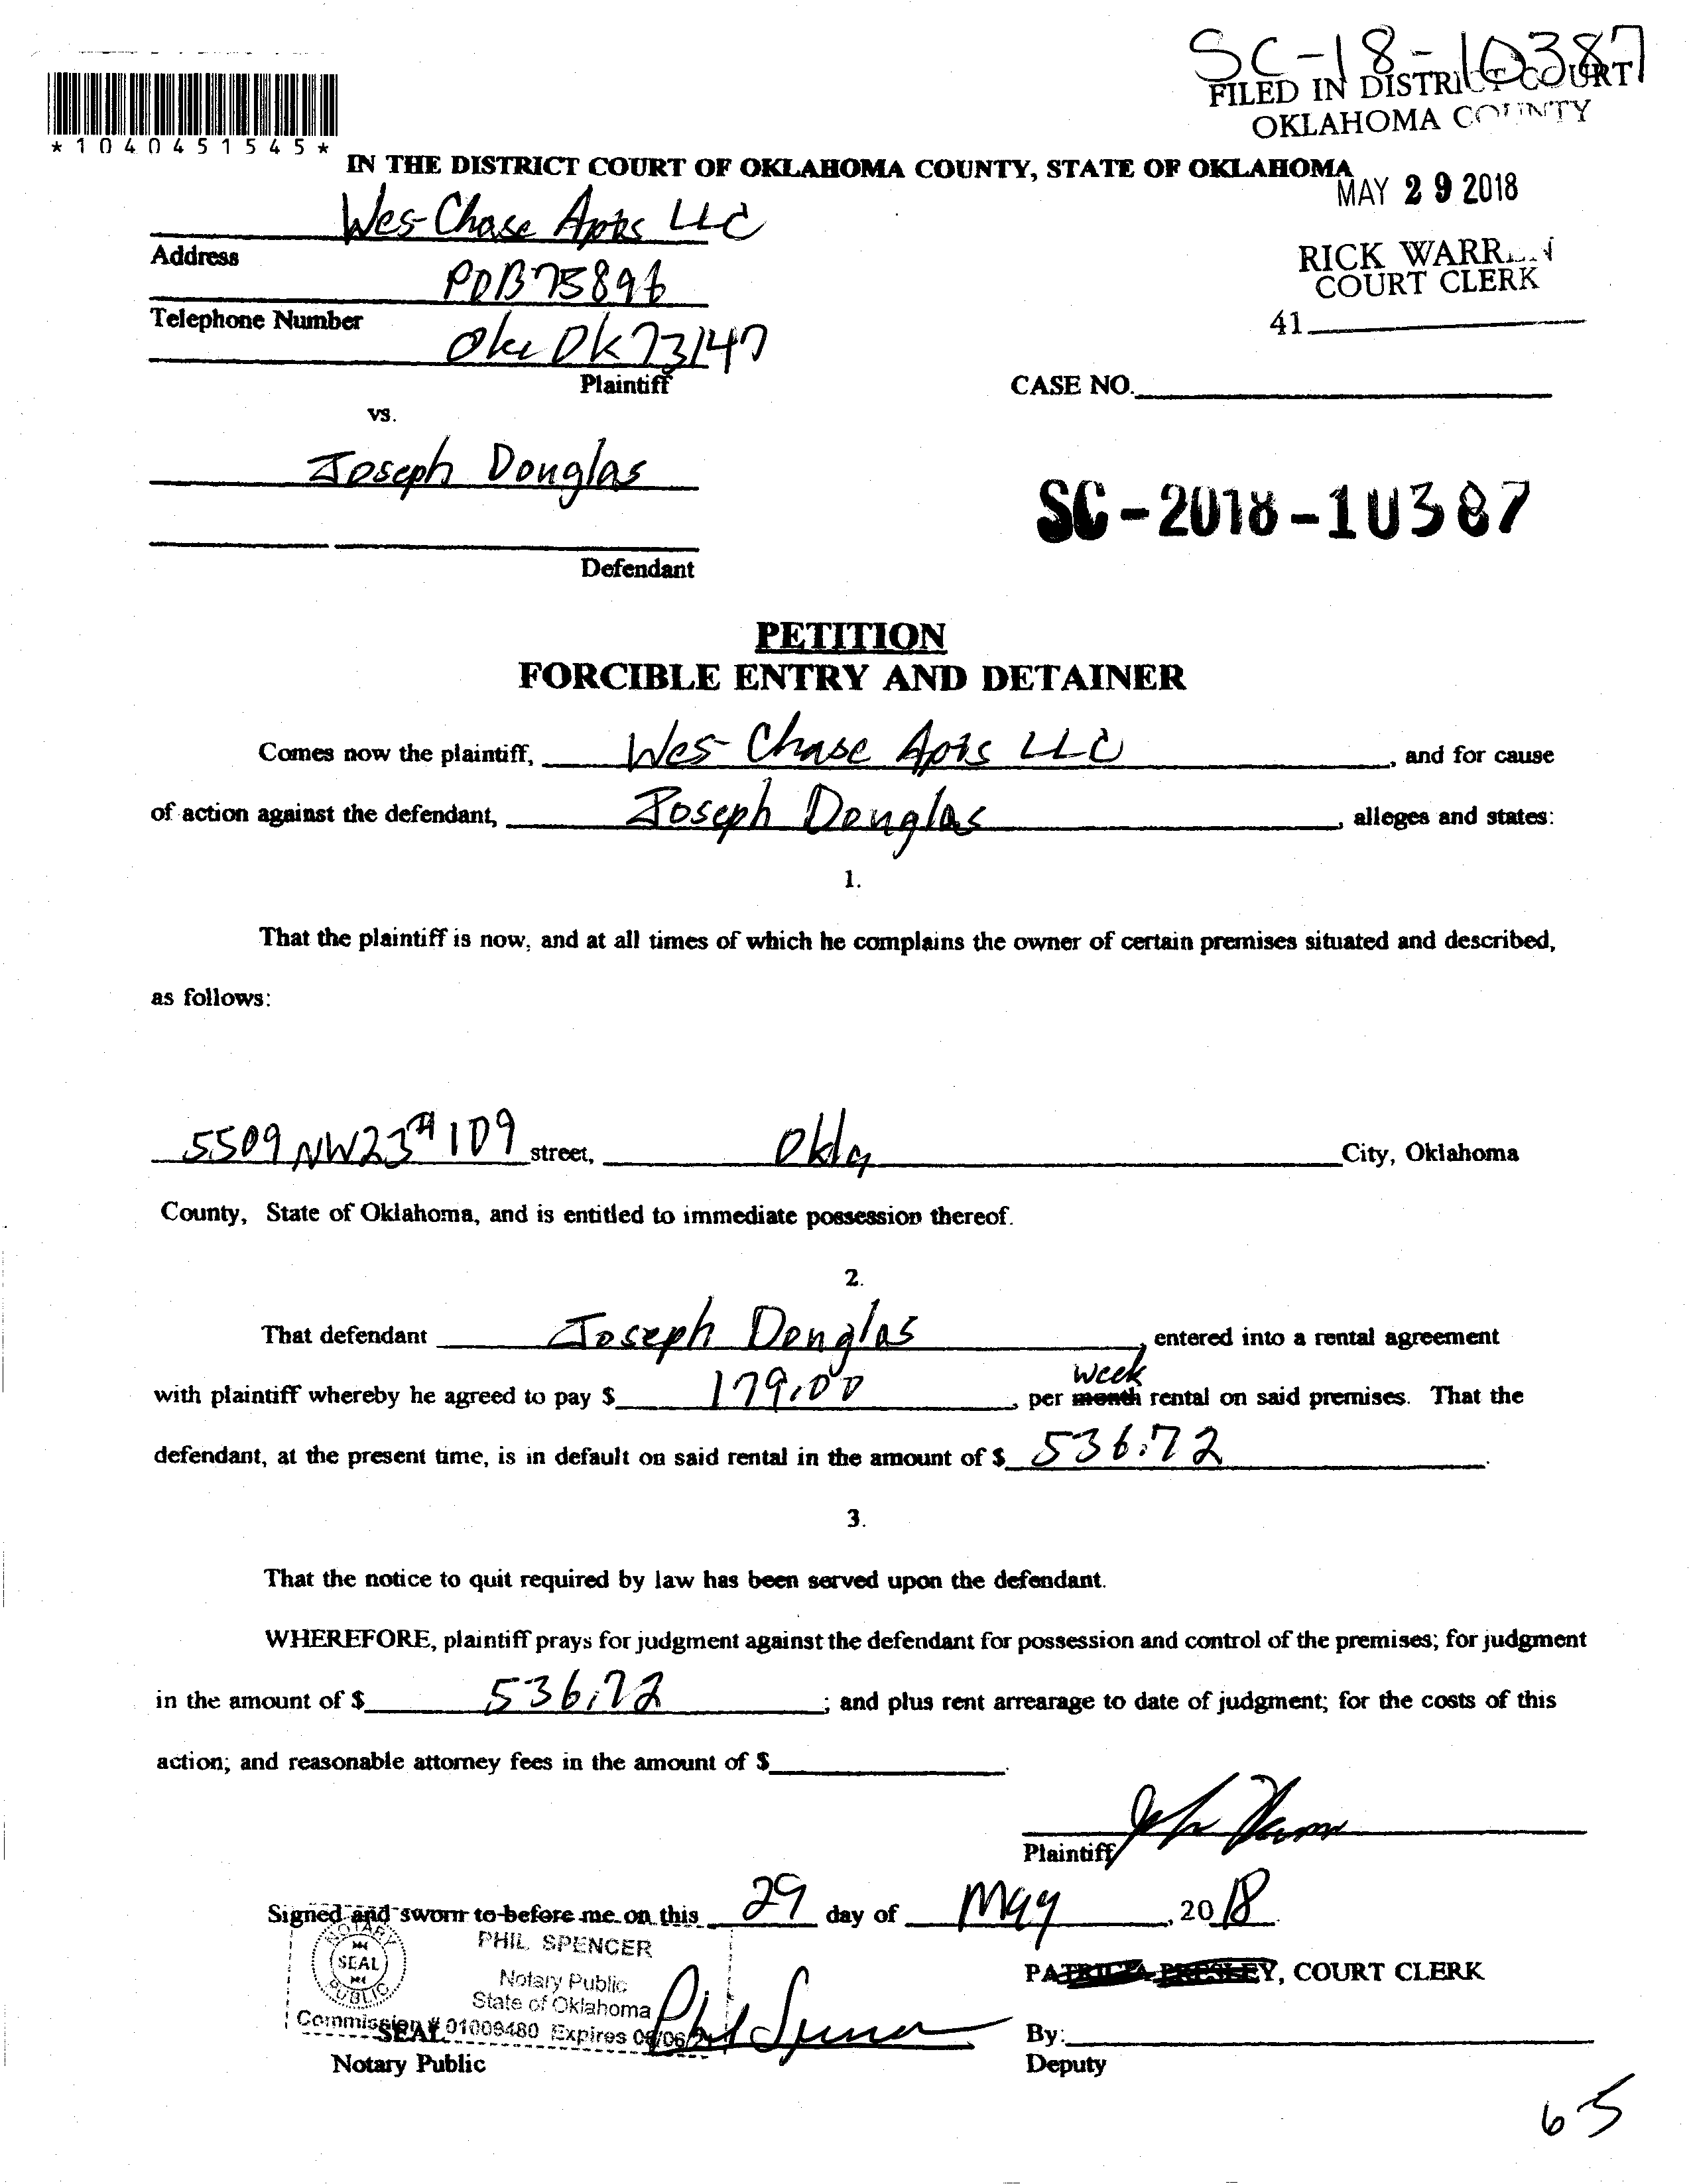 SC-18-10387
FILED IN DISTRICT COURT
OKLAHOMA COUNTY
*1040451545*
IN THE DISTRICT COURT OF OKLAHOMA COUNTY, STATE OF OKLAHOMA
MAY 29 2018
Wes-Chase Apts LLC
Address
RICK WARREN
COURT CLERK
POB 75896
Telephone Number
41
Okc Ok 73147
Plaintiff
CASE NO.
vs.
Joseph Douglas
SC-2018-10387
Defendant
PETITION
FORCIBLE ENTRY AND DETAINER
Comes now the plaintiff, Wes-Chase Apts LLC, and for cause
of action against the defendant, Joseph Douglas, alleges and states:
1.
That the plaintiff is now, and at all times of which he complains the owner of certain premises situated and described,
as follows:
5509 NW 23rd 109 street, Okla City, Oklahoma
County, State of Oklahoma, and is entitled to immediate possession thereof.
2.
That defendant Joseph Douglas, entered into a rental agreement
week
with plaintiff whereby he agreed to pay $ 179.00, per month rental on said premises. That the
defendant, at the present time, is in default on said rental in the amount of $ 536.72.
3.
That the notice to quit required by law has been served upon the defendant.
WHEREFORE, plaintiff prays for judgment against the defendant for possession and control of the premises; for judgment
in the amount of $ 536.72; and plus rent arrearage to date of judgment; for the costs of this
action; and reasonable attorney fees in the amount of $
Plaintiff
Signed and sworn to before me on this 29 day of May, 2018
NOTARY
SEAL
PUBLIC
PHIL SPENCER
Notary Public
State of Oklahoma
Commission # 01009480 Expires 06/06/21
Phil Spencer
PATRICIA PRESLEY, COURT CLERK
SEAL
Notary Public
By:
Deputy
65